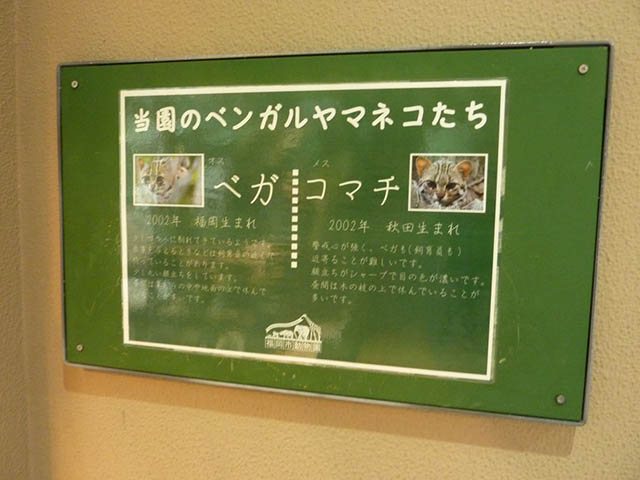 当園のベンガルヤマネコたち
オス
ベガ
2002年 福岡生まれ
メス
コマチ
2002年 秋田生まれ
警戒心が強く、ベガも(飼育員も)
近寄ることが難しいです。
顔立ちがシャープで目の色が濃いです。
昼間は木の枝の上で休んでいることが
多いです。
福岡市動物園